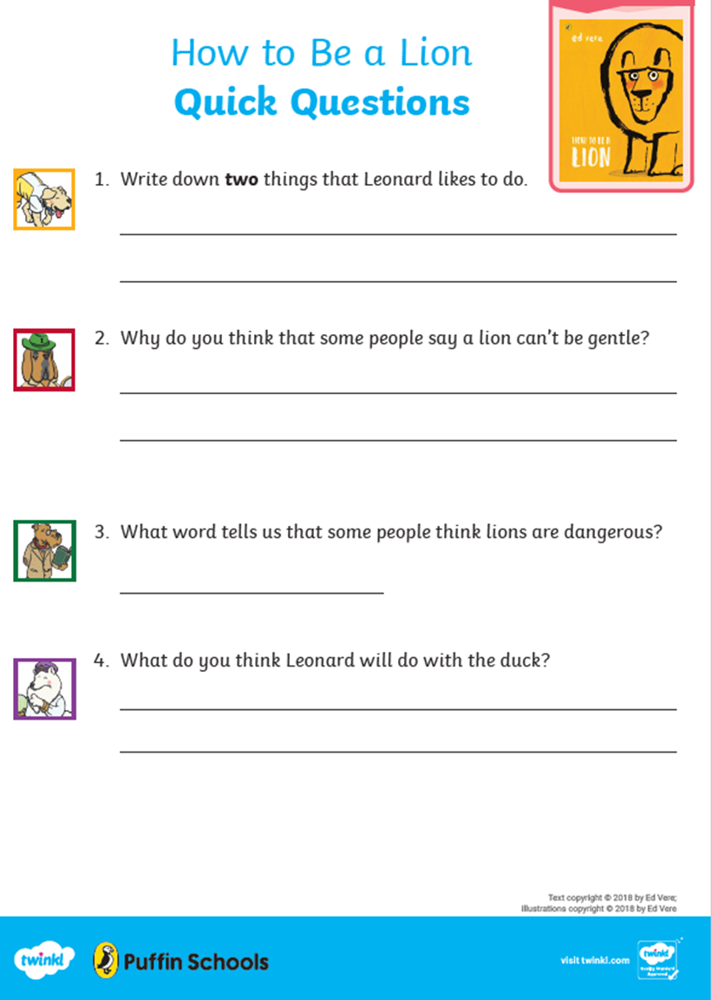 How to Be a Lion
Quick Questions
ed vere
HOW TO BE A
LION
1. Write down two things that Leonard likes to do.
2. Why do you think that some people say a lion can't be gentle?
3. What word tells us that some people think lions are dangerous?
4. What do you think Leonard will do with the duck?
Text copyright © 2018 by Ed Vere;
Illustrations copyright © 2018 by Ed Vere
twinkl
Puffin Schools
visit twinkl.com
twinkl
Quality Standard
Approved